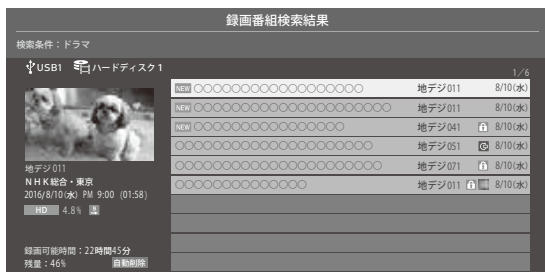 録画番組検索結果
検索条件：ドラマ
USB1 ハードディスク1
1/6
NEW ○○○○○○○○○○○○○○○○○○ 地デジ011 8/10(水)
NEW ○○○○○○○○○○○○○○○○○○○○○ 地デジ011 8/10(水)
NEW ○○○○○○○○○○○○○○○○ 地デジ041 8/10(水)
○○○○○○○○○○○○○○○○○○○○○ 地デジ051 8/10(水)
○○○○○○○○○○○○○○○○○○○○○○ 地デジ071 8/10(水)
○○○○○○○○○○○○○○ 地デジ011 8/10(水)
地デジ011
NHK総合・東京
2016/8/10(水) PM 9:00 (01:58)
HD 4.8%
録画可能時間：22時間45分
残量：46% 自動削除